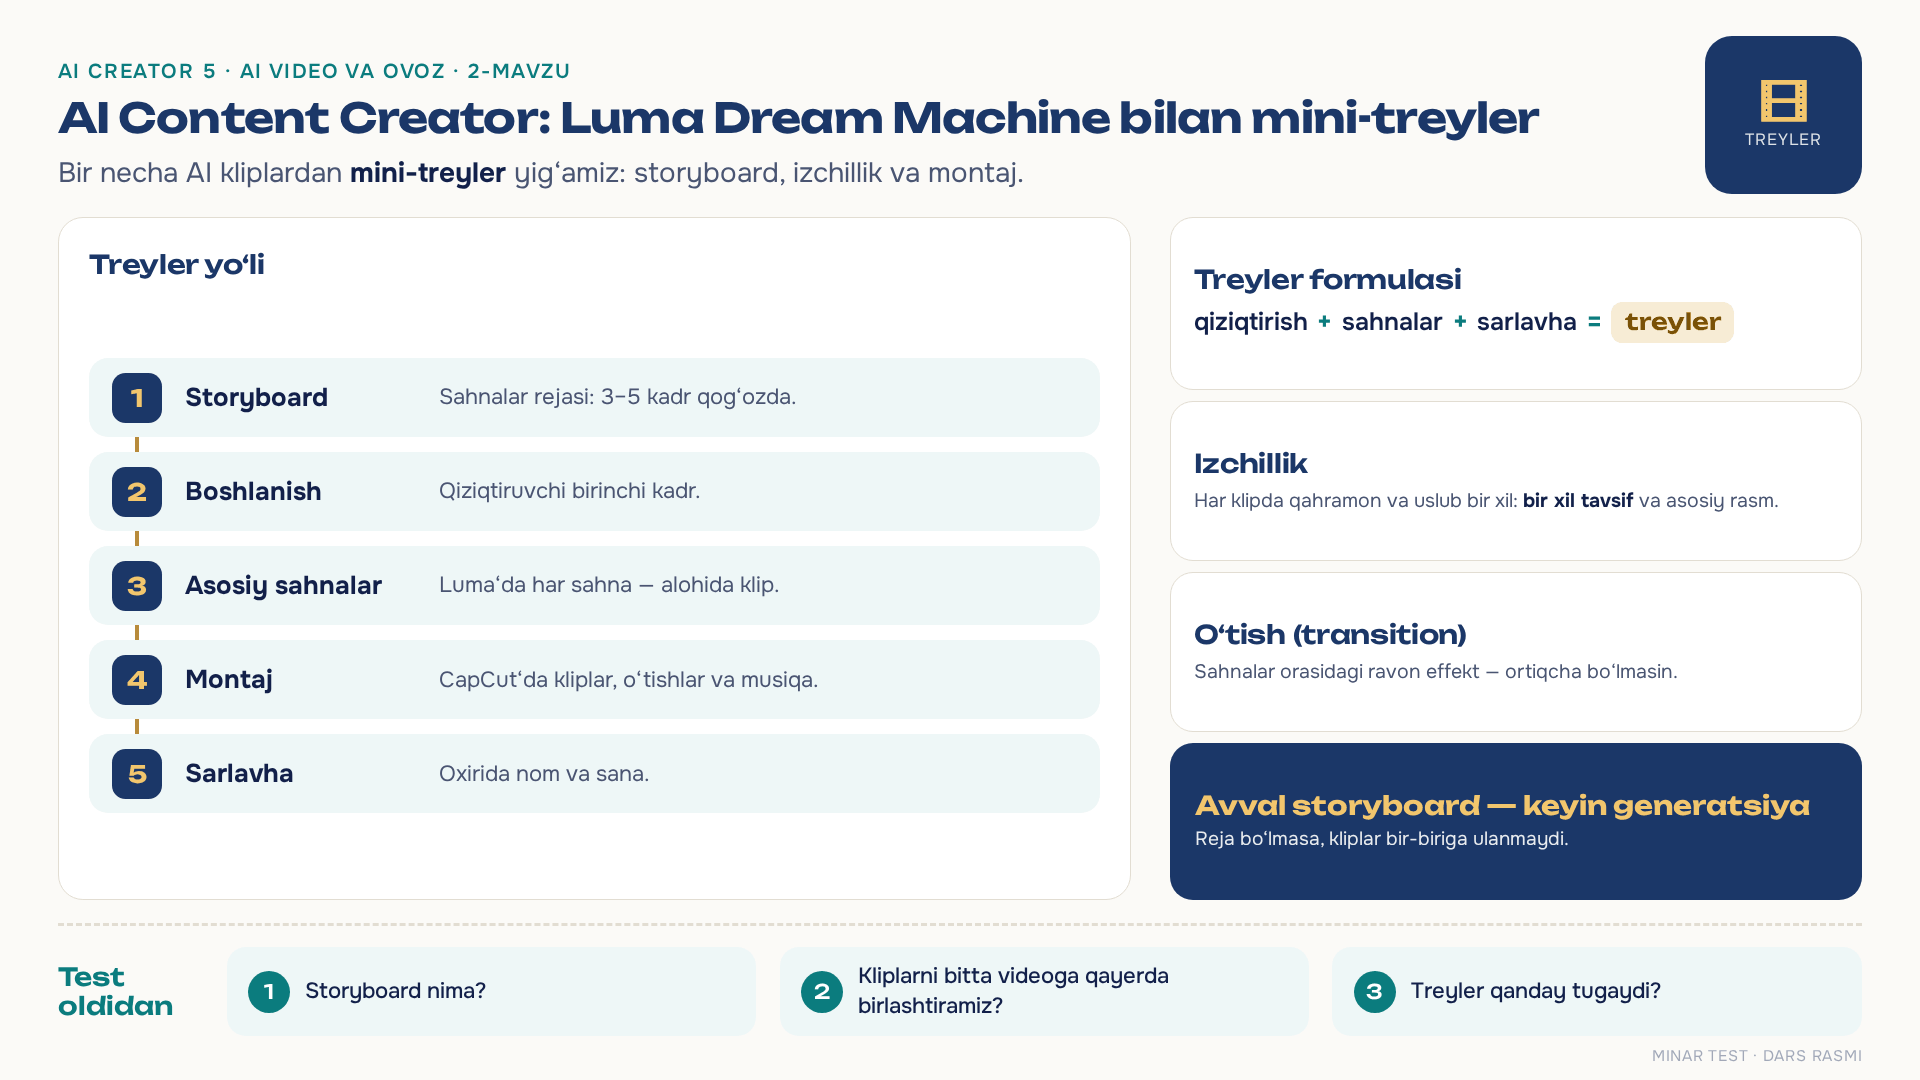 AI CREATOR 5 · AI VIDEO VA OVOZ · 2-MAVZU
AI Content Creator: Luma Dream Machine bilan mini-treyler
Bir necha AI kliplardan mini-treyler yig‘amiz: storyboard, izchillik va montaj.
TREYLER
Treyler yo‘li
1 Storyboard Sahnalar rejasi: 3–5 kadr qog‘ozda.
2 Boshlanish Qiziqtiruvchi birinchi kadr.
3 Asosiy sahnalar Luma‘da har sahna — alohida klip.
4 Montaj CapCut‘da kliplar, o‘tishlar va musiqa.
5 Sarlavha Oxirida nom va sana.
Treyler formulasi
qiziqtirish + sahnalar + sarlavha = treyler
Izchillik
Har klipda qahramon va uslub bir xil: bir xil tavsif va asosiy rasm.
O‘tish (transition)
Sahnalar orasidagi ravon effekt — ortiqcha bo‘lmasin.
Avval storyboard — keyin generatsiya
Reja bo‘lmasa, kliplar bir-biriga ulanmaydi.
Test
oldidan
1 Storyboard nima?
2 Kliplarni bitta videoga qayerda
birlashtiramiz?
3 Treyler qanday tugaydi?
MINAR TEST · DARS RASMI